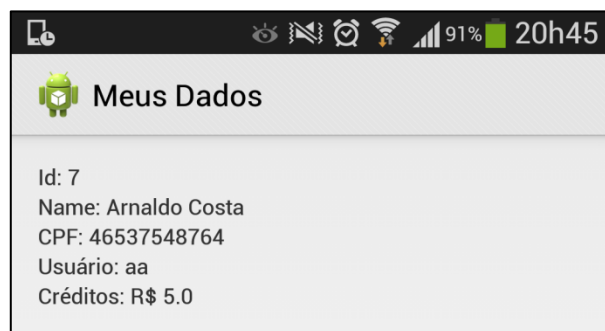 91% 20h45
Meus Dados
Id: 7
Name: Arnaldo Costa
CPF: 46537548764
Usuário: aa
Créditos: R$ 5.0